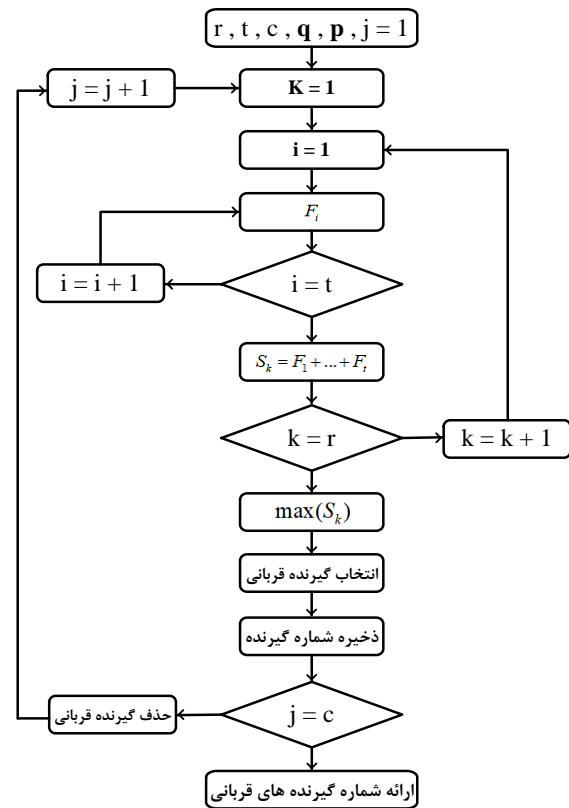 r , t , c , q , p , j = 1
j = j + 1
K = 1
i = 1
F_i
i = i + 1
i = t
S_k = F_1 + ... + F_t
k = r
k = k + 1
max(S_k)
انتخاب گیرنده قربانی
ذخیره شماره گیرنده
j = c
حذف گیرنده قربانی
ارائه شماره گیرنده های قربانی